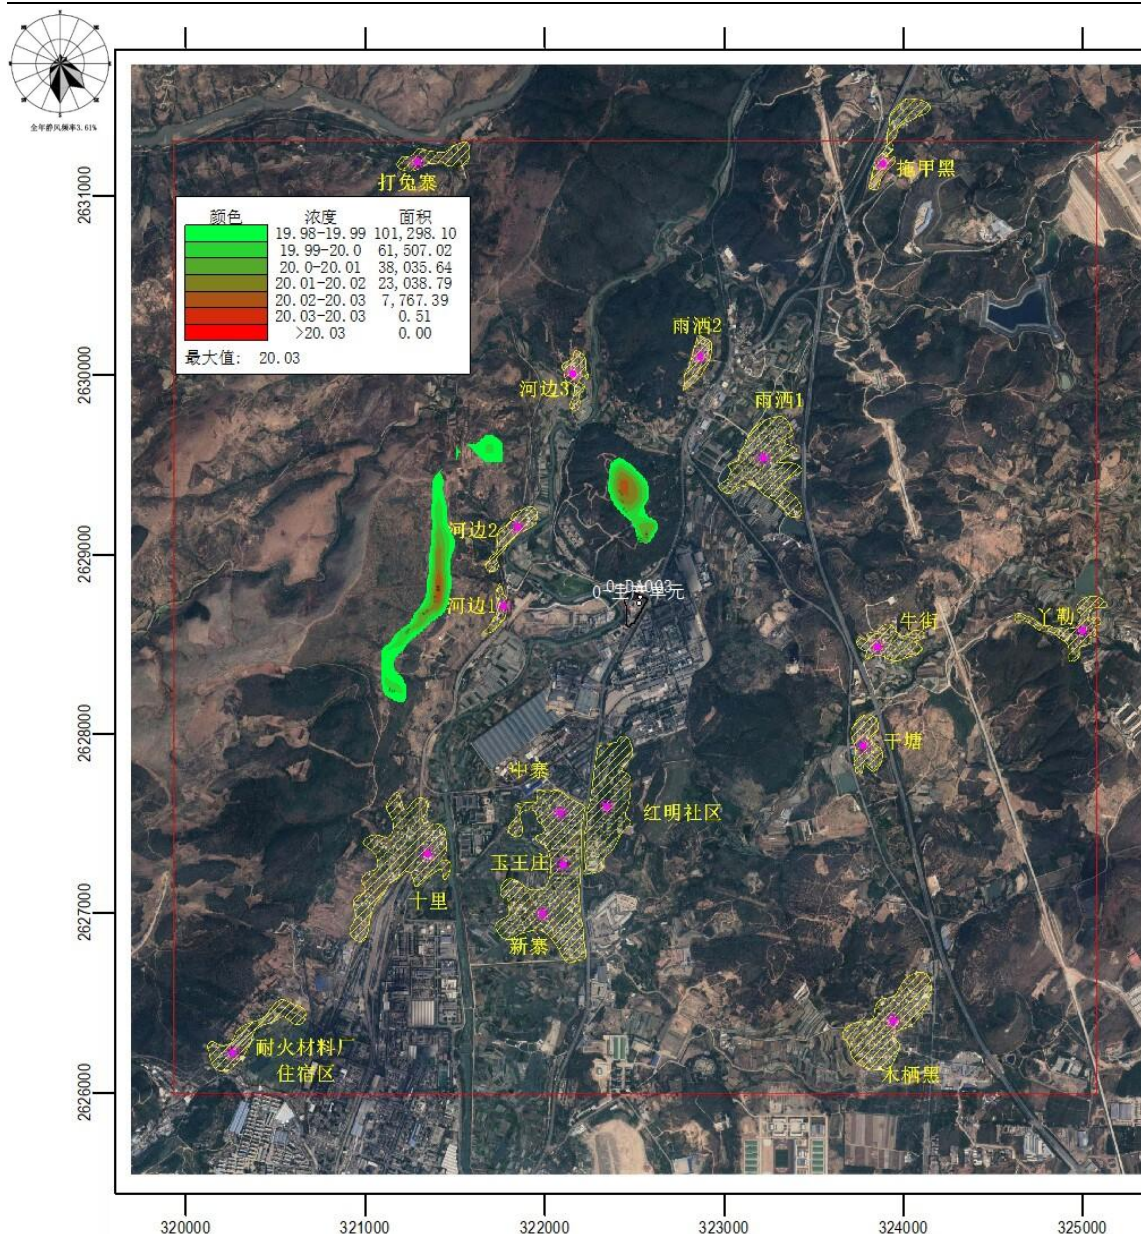 全年静风频率3.61%
打兔寨
拖甲黑
颜色 浓度 面积
19.98-19.99 101,298.10
19.99-20.0 61,507.02
20.0-20.01 38,035.64
20.01-20.02 23,038.79
20.02-20.03 7,767.39
20.03-20.03 0.51
>20.03 0.00
最大值: 20.03
雨洒2
河边3
雨洒1
河边2
河边1
牛街
丫勒
干塘
中寨
红明社区
玉王庄
十里
新寨
耐火材料厂
住宿区
水栖黑
2631000
2630000
2629000
2628000
2627000
2626000
320000 321000 322000 323000 324000 325000